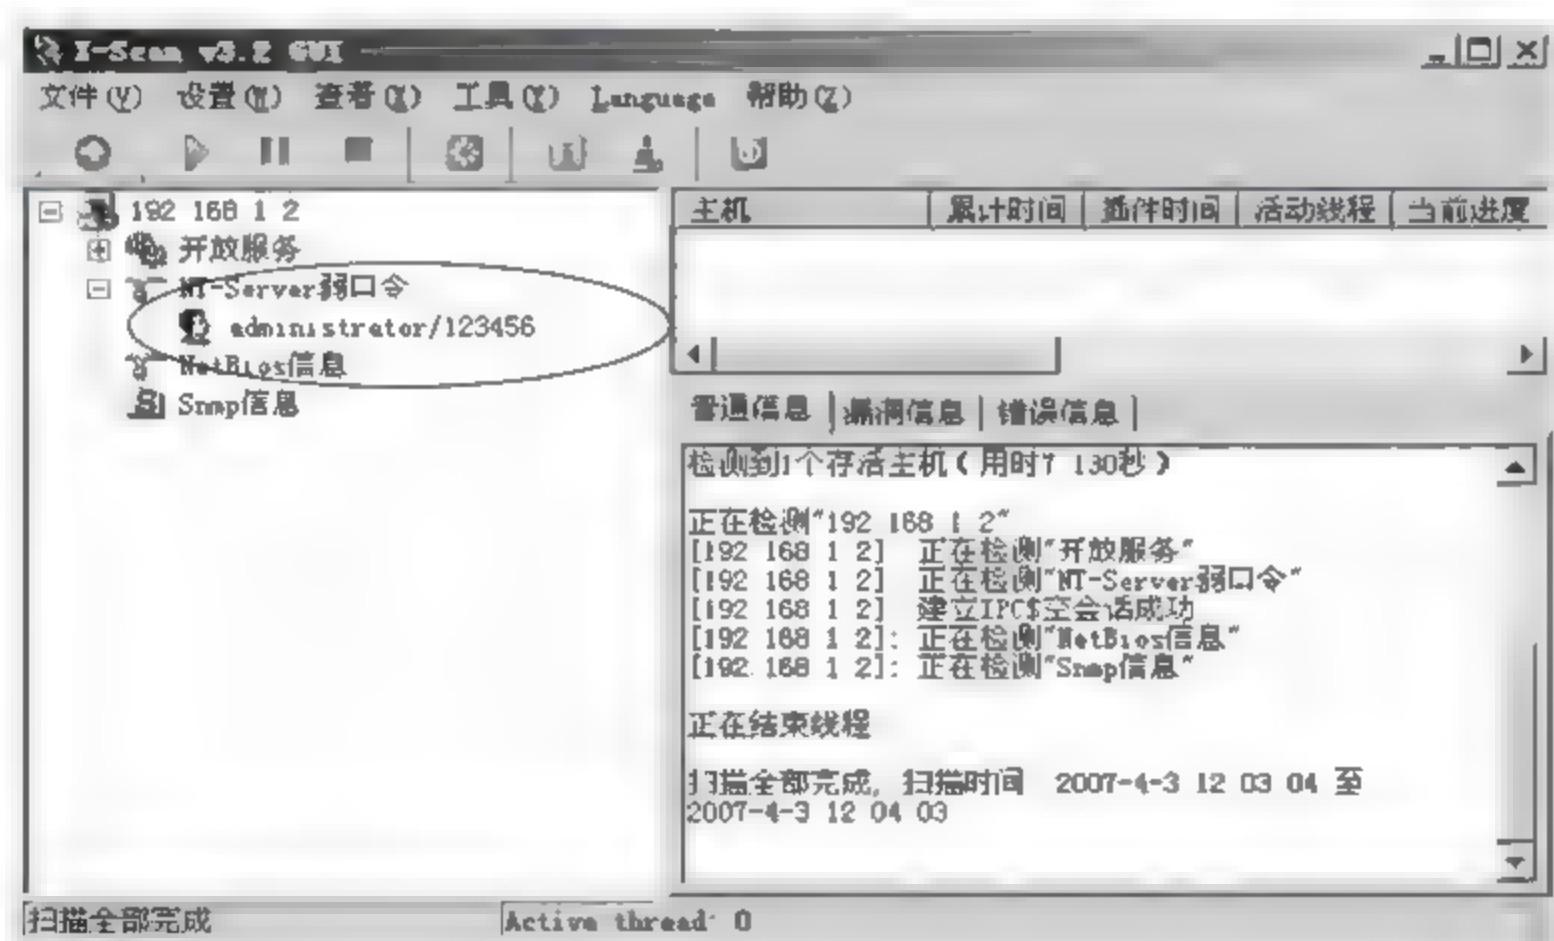 X-Scan v3.2 GUI
文件(V) 设置(W) 查看(X) 工具(Y) Language 帮助(Z)
192 168 1 2
开放服务
NT-Server弱口令
administrator/123456
NetBios信息
Snmp信息
主机 累计时间 插件时间 活动线程 当前进度
普通信息 漏洞信息 错误信息
检测到1个存活主机(用时7 130秒)
正在检测"192 168 1 2"
[192 168 1 2] 正在检测"开放服务"
[192 168 1 2] 正在检测"NT-Server弱口令"
[192 168 1 2] 建立IPC$空会话成功
[192 168 1 2]: 正在检测"NetBios信息"
[192.168 1 2]: 正在检测"Snmp信息"
正在结束线程
扫描全部完成, 扫描时间 2007-4-3 12 03 04 至
2007-4-3 12 04 03
扫描全部完成
Active thread: 0